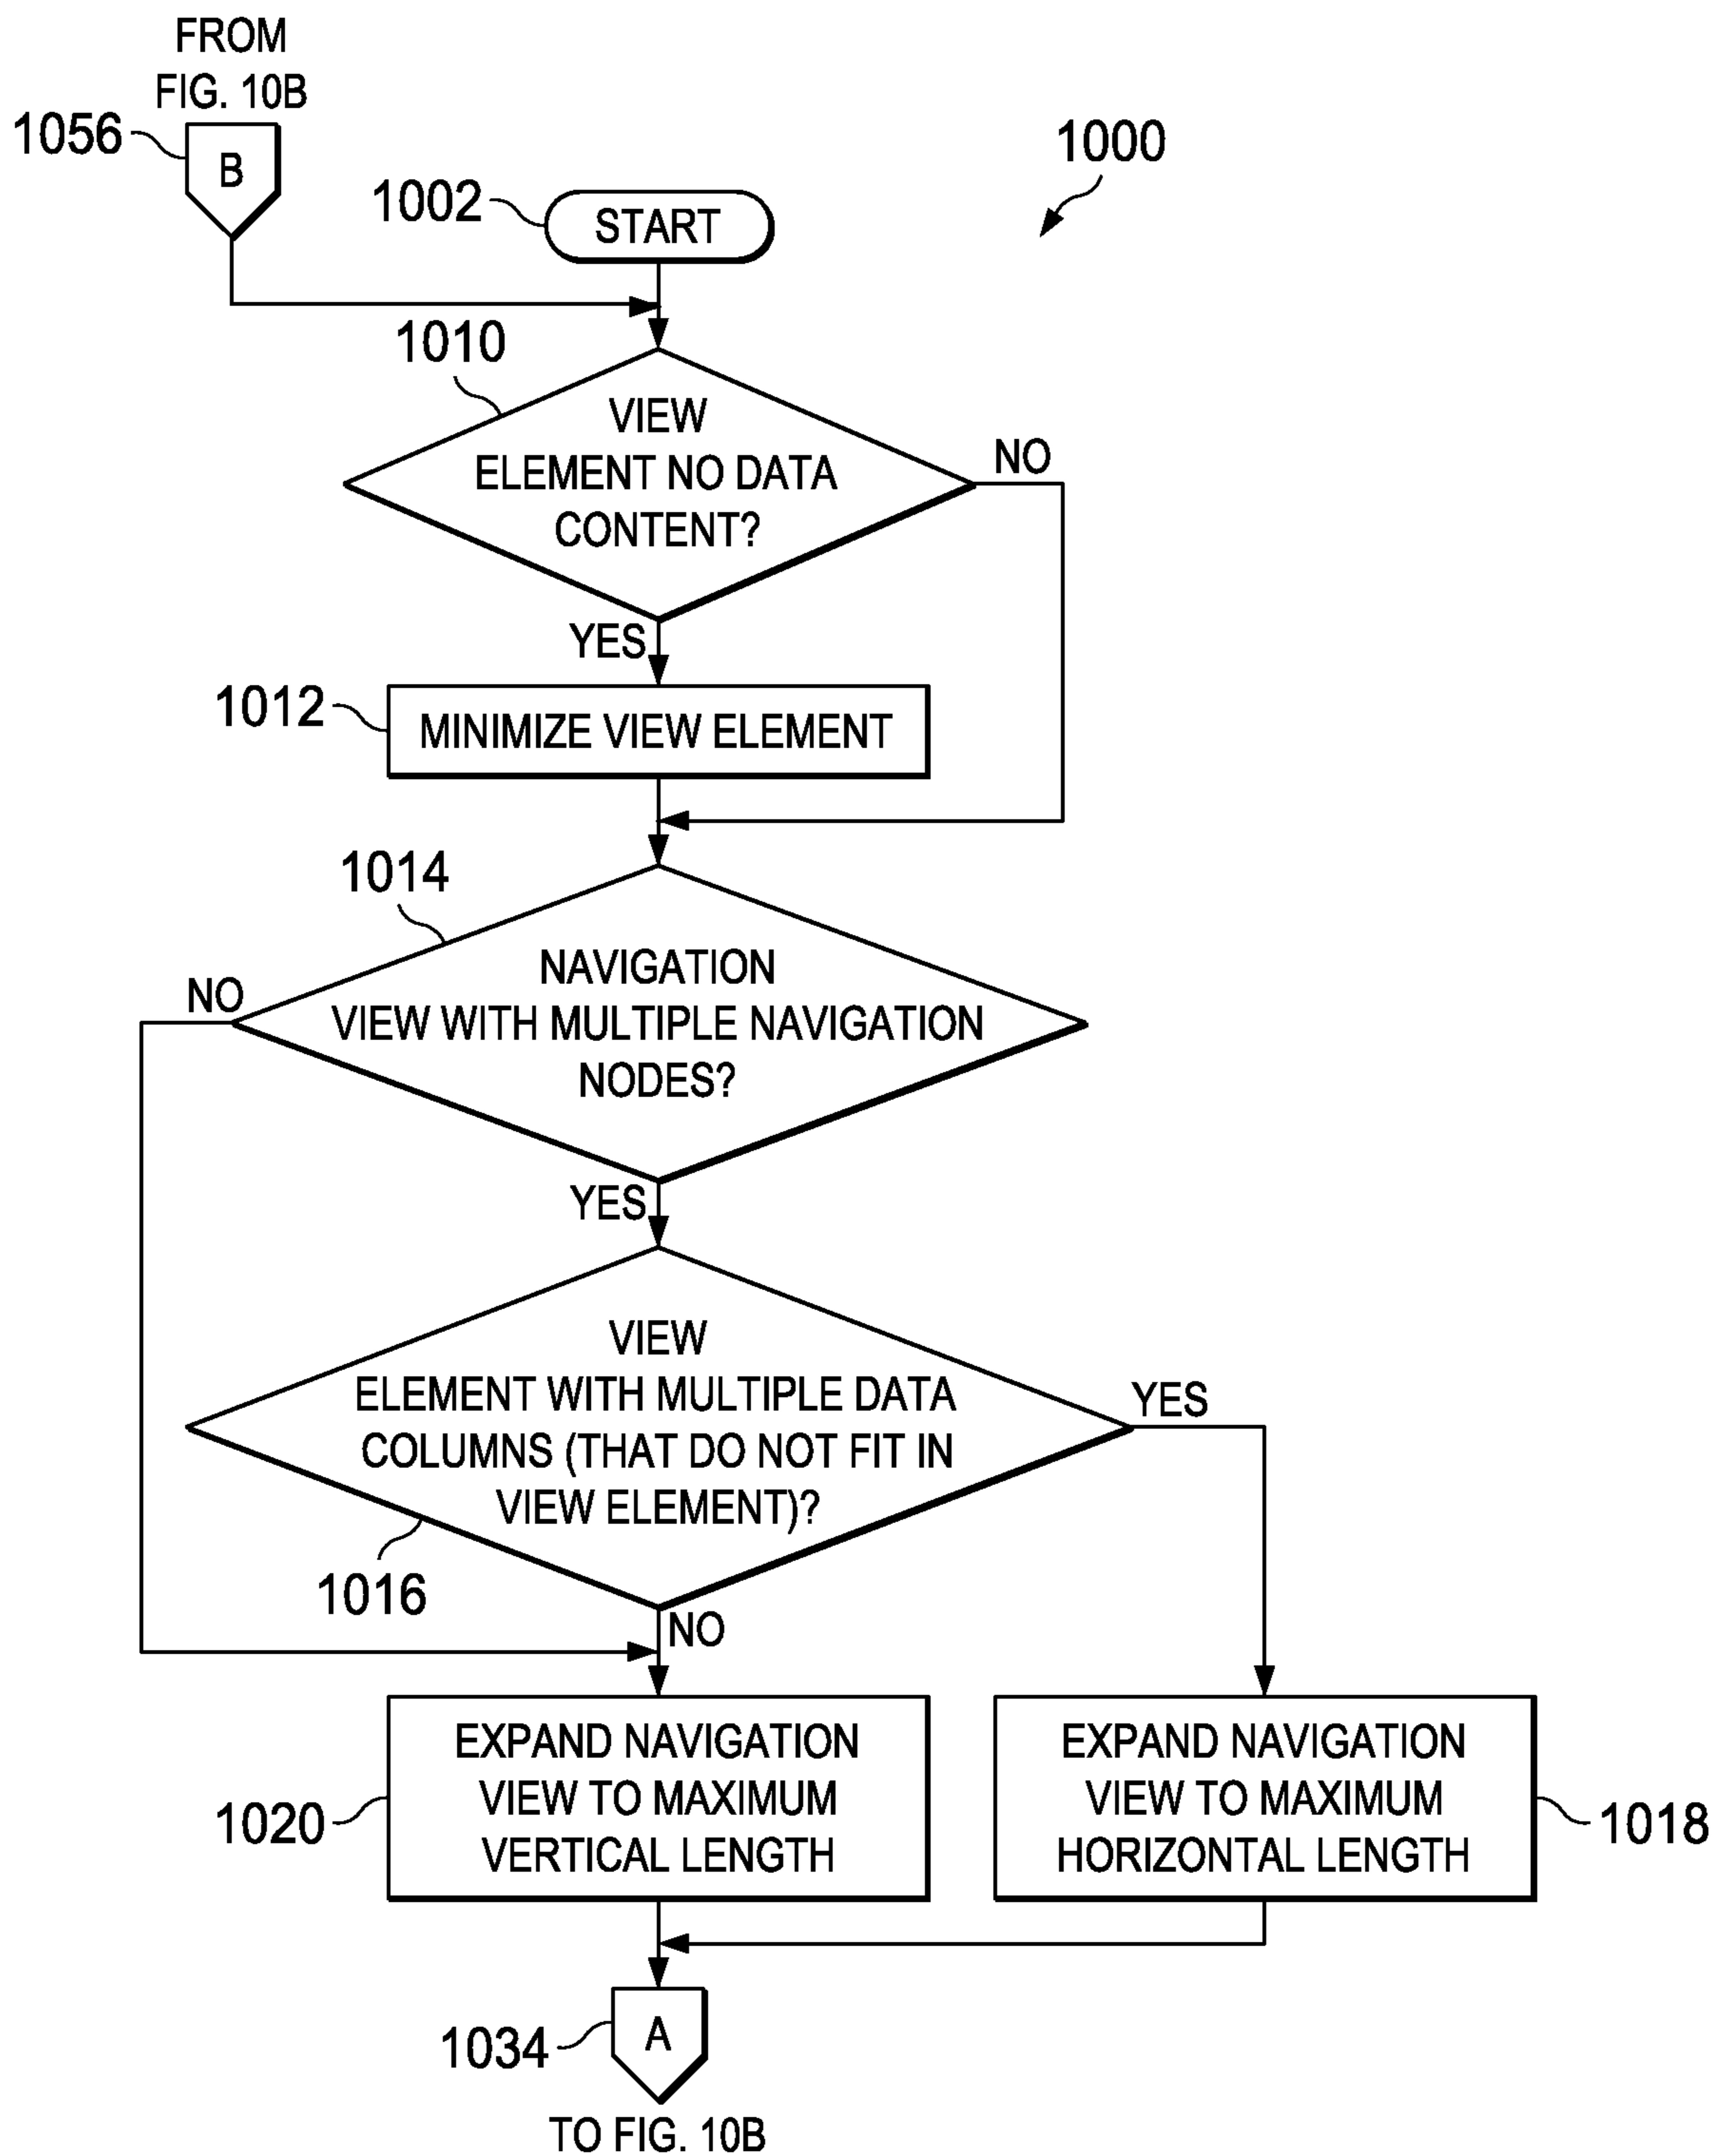 FROM
FIG. 10B
1056
B
1000
1002
START
1010
VIEW
ELEMENT NO DATA
CONTENT?
NO
YES
1012
MINIMIZE VIEW ELEMENT
1014
NAVIGATION
VIEW WITH MULTIPLE NAVIGATION
NODES?
NO
YES
VIEW
ELEMENT WITH MULTIPLE DATA
COLUMNS (THAT DO NOT FIT IN
VIEW ELEMENT)?
YES
1016
NO
EXPAND NAVIGATION
VIEW TO MAXIMUM
VERTICAL LENGTH
1020
EXPAND NAVIGATION
VIEW TO MAXIMUM
HORIZONTAL LENGTH
1018
1034
A
TO FIG. 10B